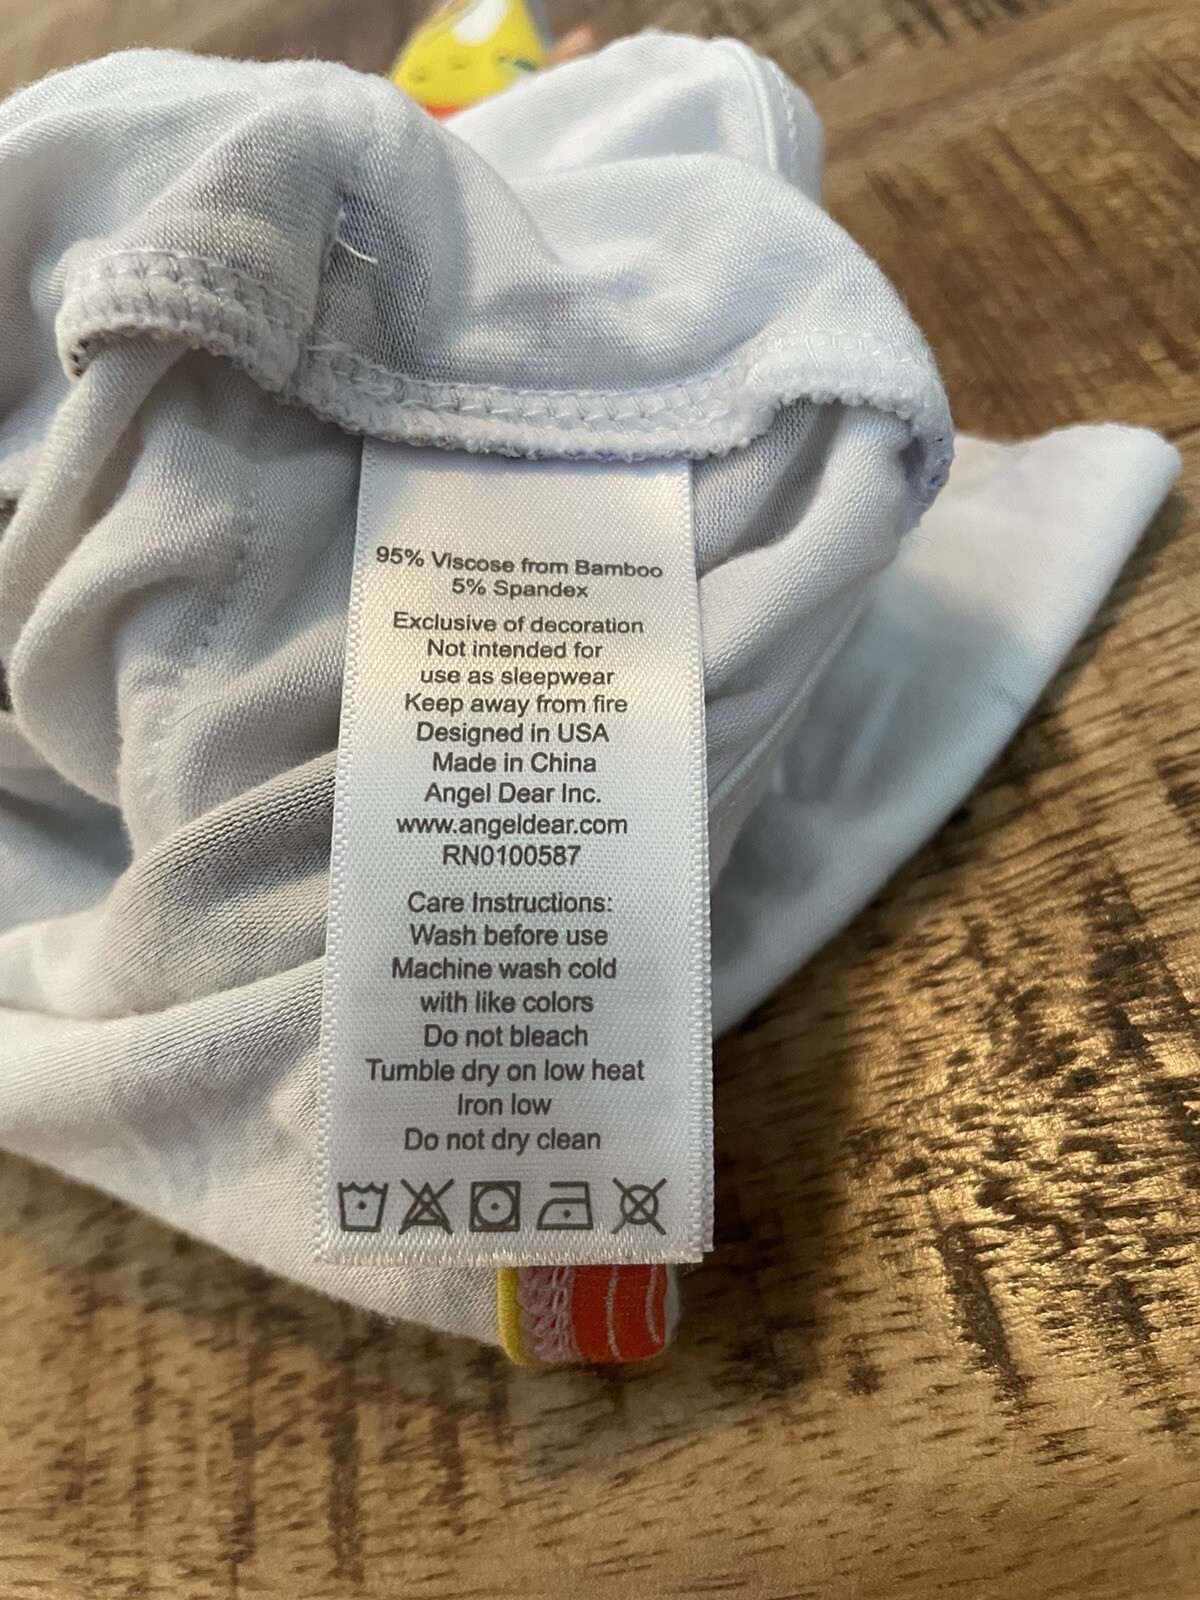 95% Viscose from Bamboo
5% Spandex
Exclusive of decoration
Not intended for
use as sleepwear
Keep away from fire
Designed in USA
Made in China
Angel Dear Inc.
www.angeldear.com
RN0100587
Care Instructions:
Wash before use
Machine wash cold
with like colors
Do not bleach
Tumble dry on low heat
Iron low
Do not dry clean